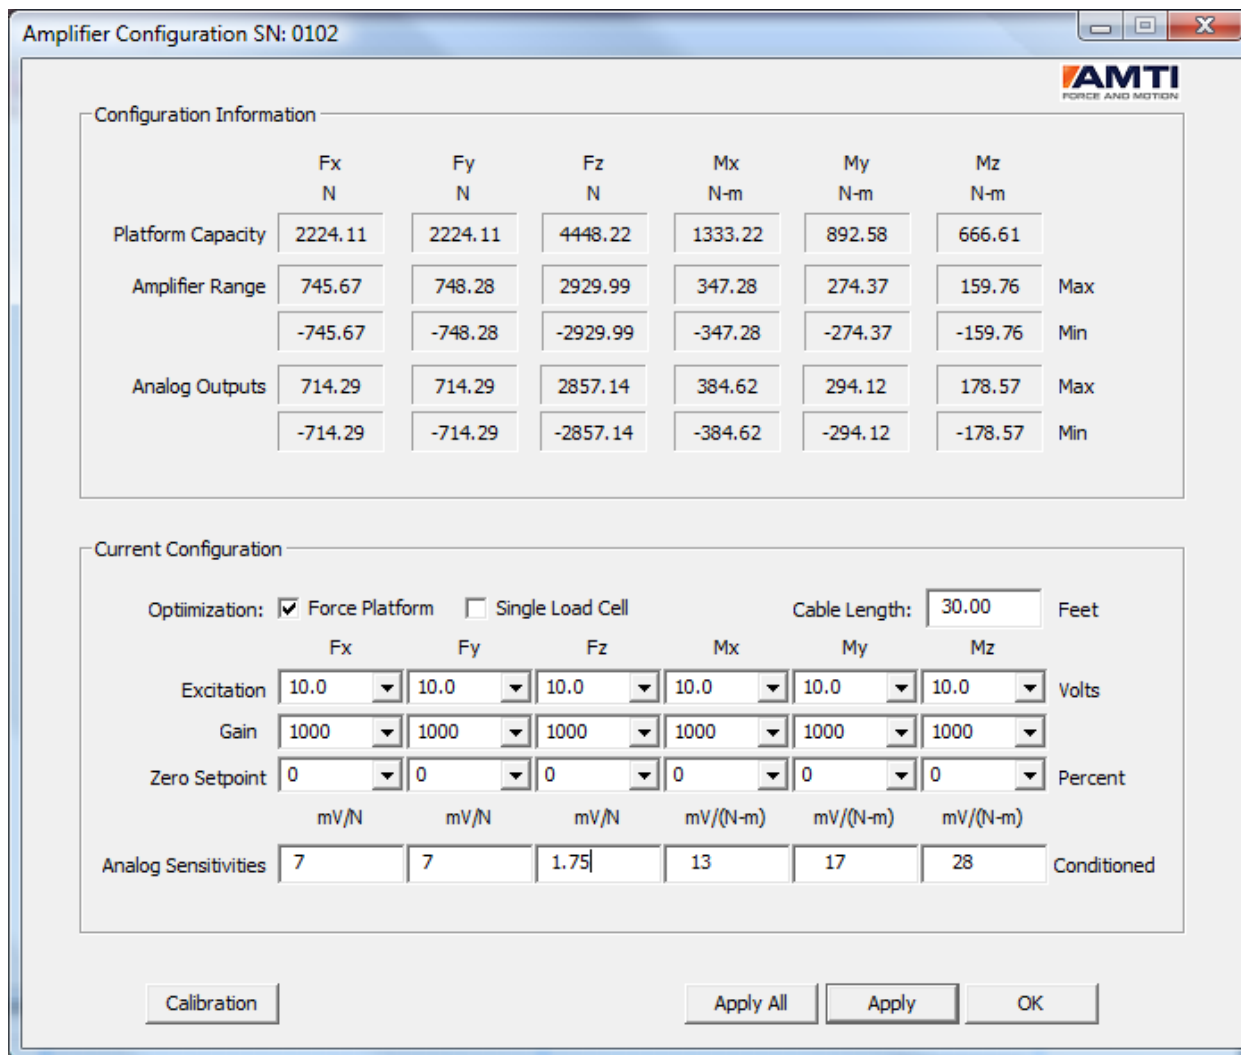 Amplifier Configuration SN: 0102
AMTI
FORCE AND MOTION
Configuration Information
Fx Fy Fz Mx My Mz
N N N N-m N-m N-m
Platform Capacity 2224.11 2224.11 4448.22 1333.22 892.58 666.61
Amplifier Range 745.67 748.28 2929.99 347.28 274.37 159.76 Max
-745.67 -748.28 -2929.99 -347.28 -274.37 -159.76 Min
Analog Outputs 714.29 714.29 2857.14 384.62 294.12 178.57 Max
-714.29 -714.29 -2857.14 -384.62 -294.12 -178.57 Min
Current Configuration
Optiimization: Force Platform Single Load Cell Cable Length: 30.00 Feet
Fx Fy Fz Mx My Mz
Excitation 10.0 10.0 10.0 10.0 10.0 10.0 Volts
Gain 1000 1000 1000 1000 1000 1000
Zero Setpoint 0 0 0 0 0 0 Percent
mV/N mV/N mV/N mV/(N-m) mV/(N-m) mV/(N-m)
Analog Sensitivities 7 7 1.75 13 17 28 Conditioned
Calibration Apply All Apply OK